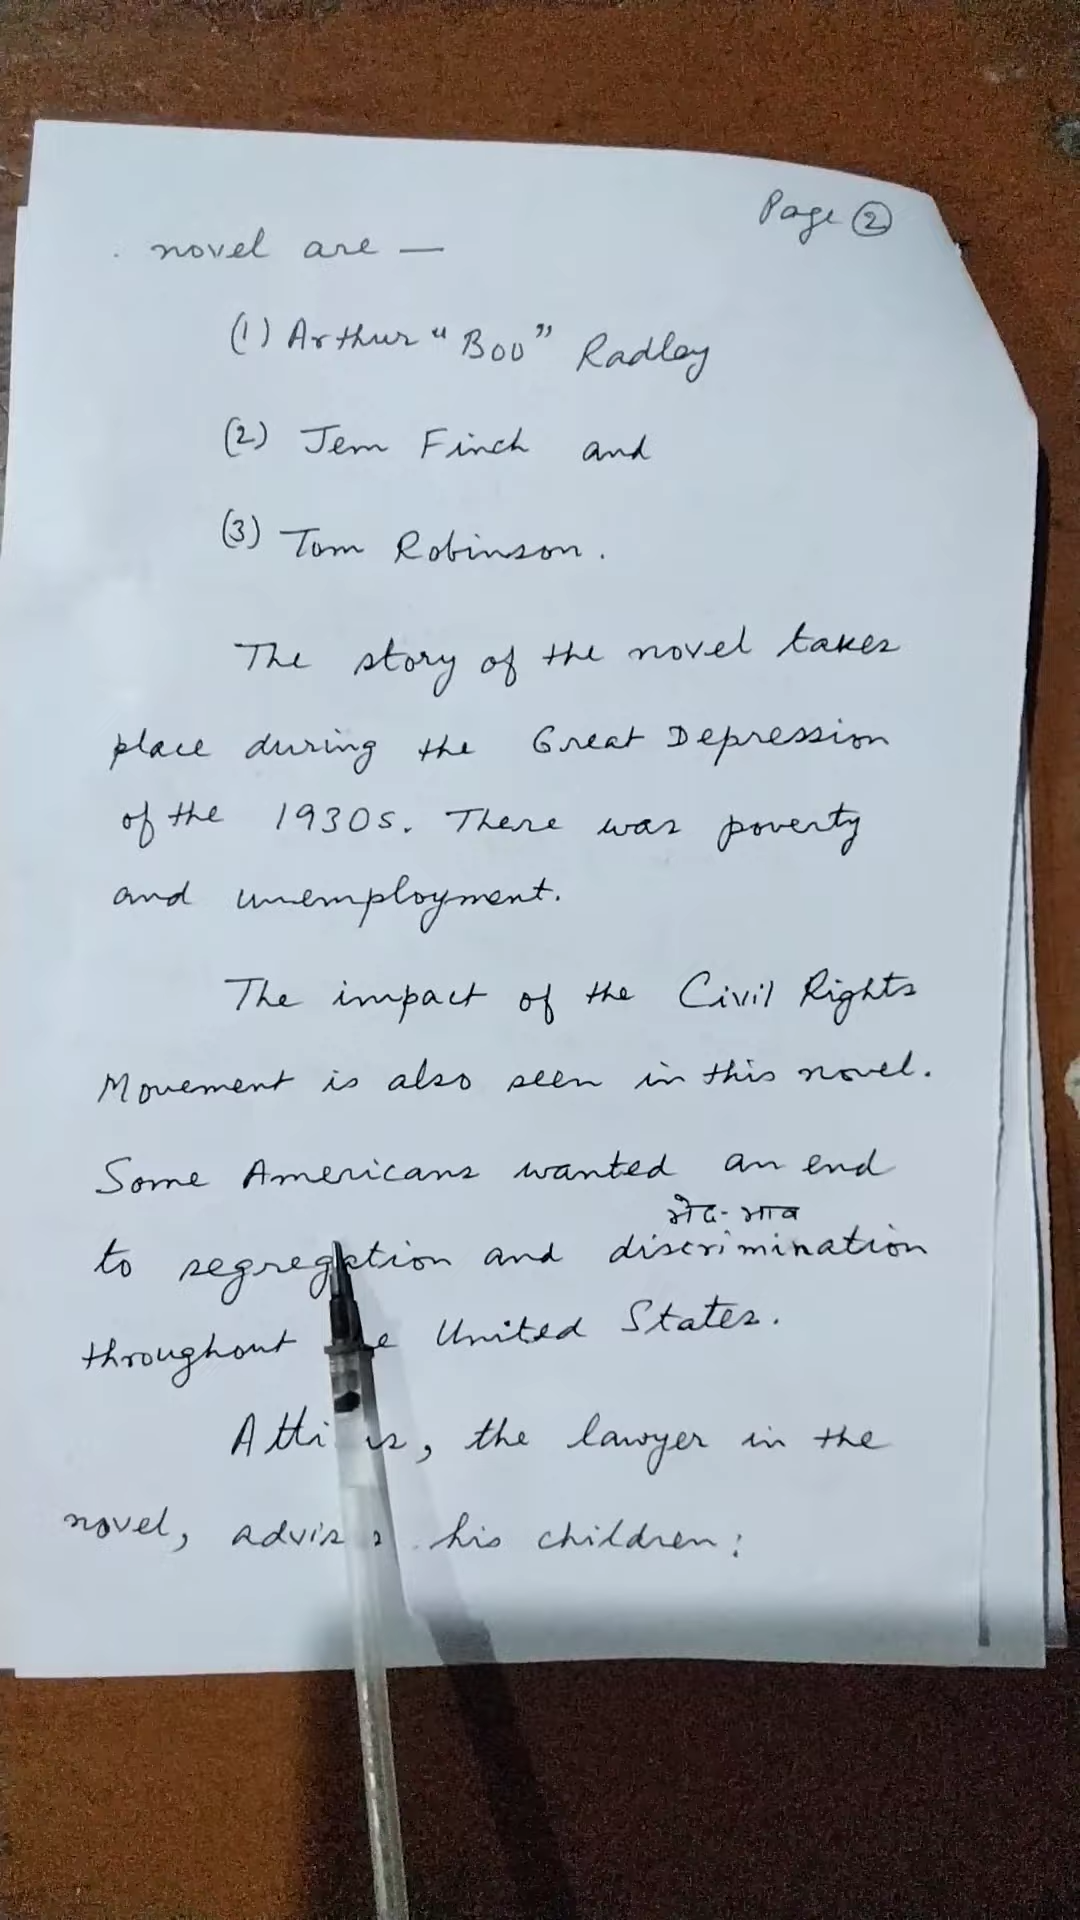 Page 2
novel are —
(1) Arthur "Boo" Radley
(2) Jem Finch and
(3) Tom Robinson.
The story of the novel takes
place during the Great Depression
of the 1930s. There was poverty
and unemployment.
The impact of the Civil Rights
Movement is also seen in this novel.
Some Americans wanted an end
भेद-भाव
to segregation and discrimination
throughout the United States.
Atticus, the lawyer in the
novel, advises his children: